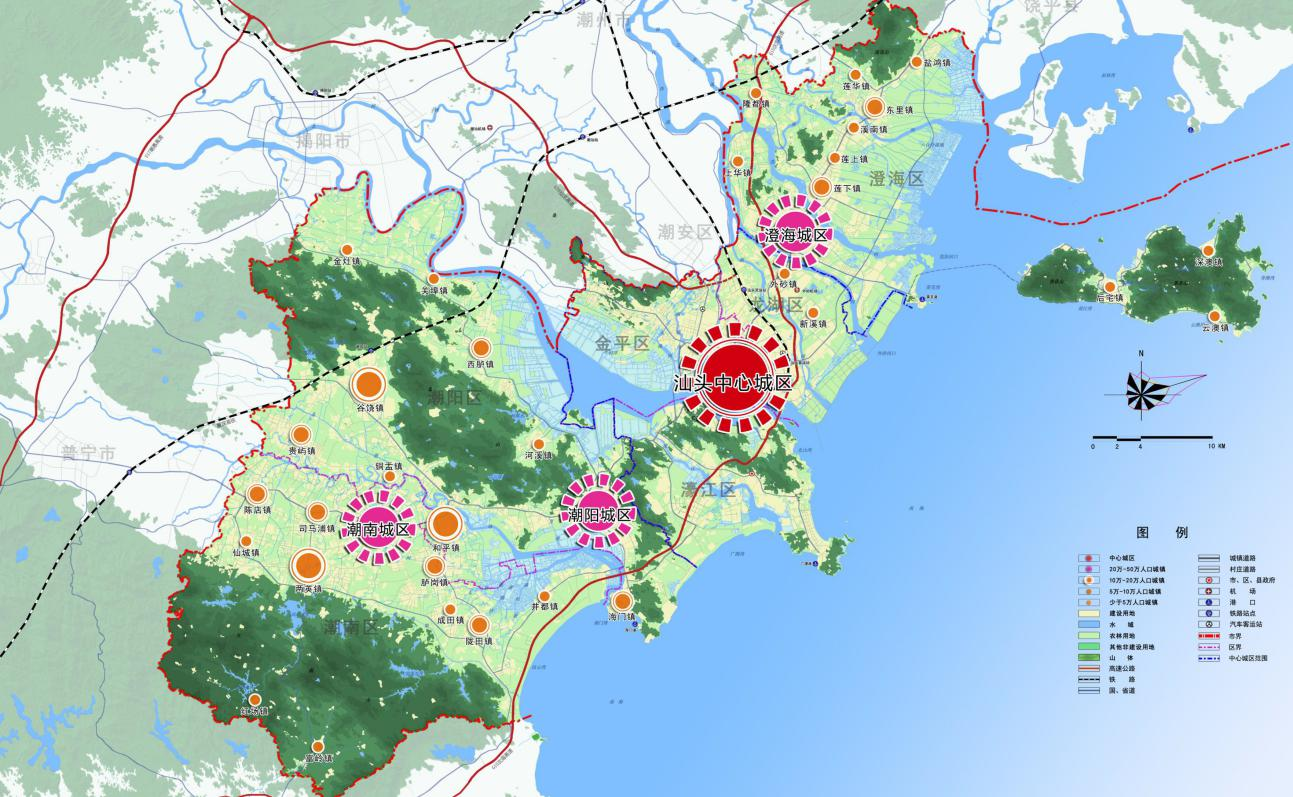 潮州市
饶平县
盐鸿镇
莲华镇
隆都镇
东里镇
溪南镇
揭阳市
莲上镇
上华镇
澄海区
莲下镇
潮安区
澄海城区
金灶镇
深澳镇
外砂镇
关埠镇
后宅镇
龙湖区
新溪镇
云澳镇
金平区
西胪镇
N
汕头中心城区
潮阳区
谷饶镇
0 2 4 10 KM
贵屿镇
普宁市
河溪镇
铜盂镇
濠江区
陈店镇
司马浦镇
潮南城区
潮阳城区
和平镇
仙城镇
两英镇
胪岗镇
井都镇
海门镇
成田镇
潮南区
陇田镇
红场镇
雷岭镇
图 例
中心城区
20万-50万人口城镇
10万-20万人口城镇
5万-10万人口城镇
少于5万人口城镇
建设用地
水 域
农林用地
其他非建设用地
山 体
高速公路
铁 路
国、省道
城镇道路
村庄道路
市、区、县政府
机 场
港 口
铁路站点
汽车客运站
市界
区界
中心城区范围